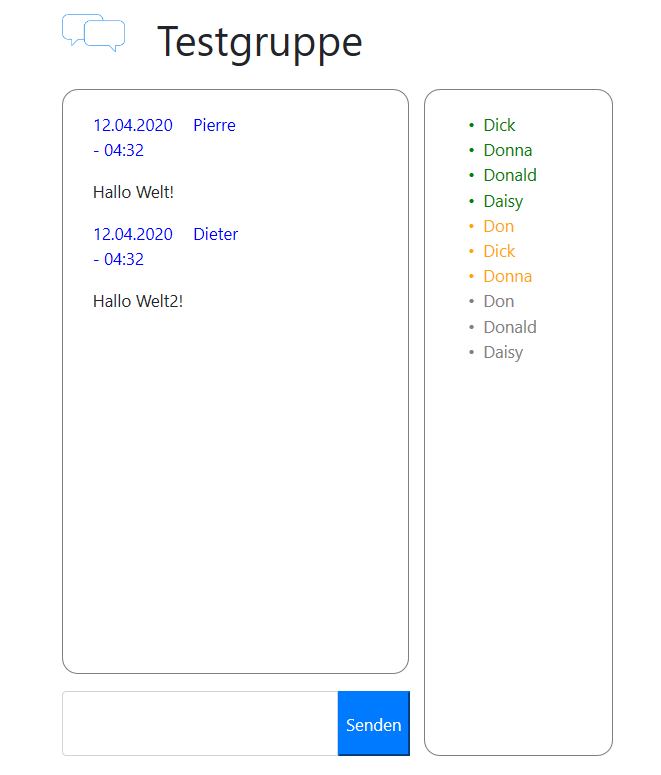 Testgruppe
12.04.2020 Pierre
- 04:32
Hallo Welt!
12.04.2020 Dieter
- 04:32
Hallo Welt2!
Senden
• Dick
• Donna
• Donald
• Daisy
• Don
• Dick
• Donna
• Don
• Donald
• Daisy